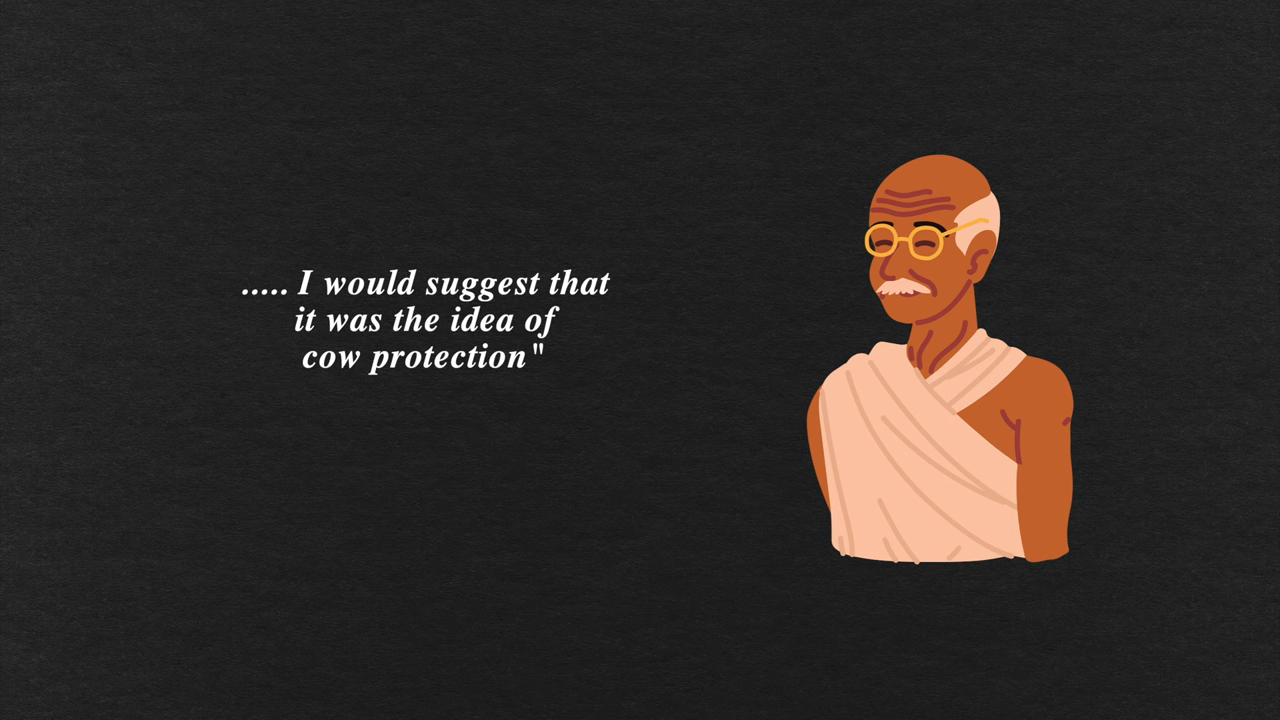 ..... I would suggest that
it was the idea of
cow protection"